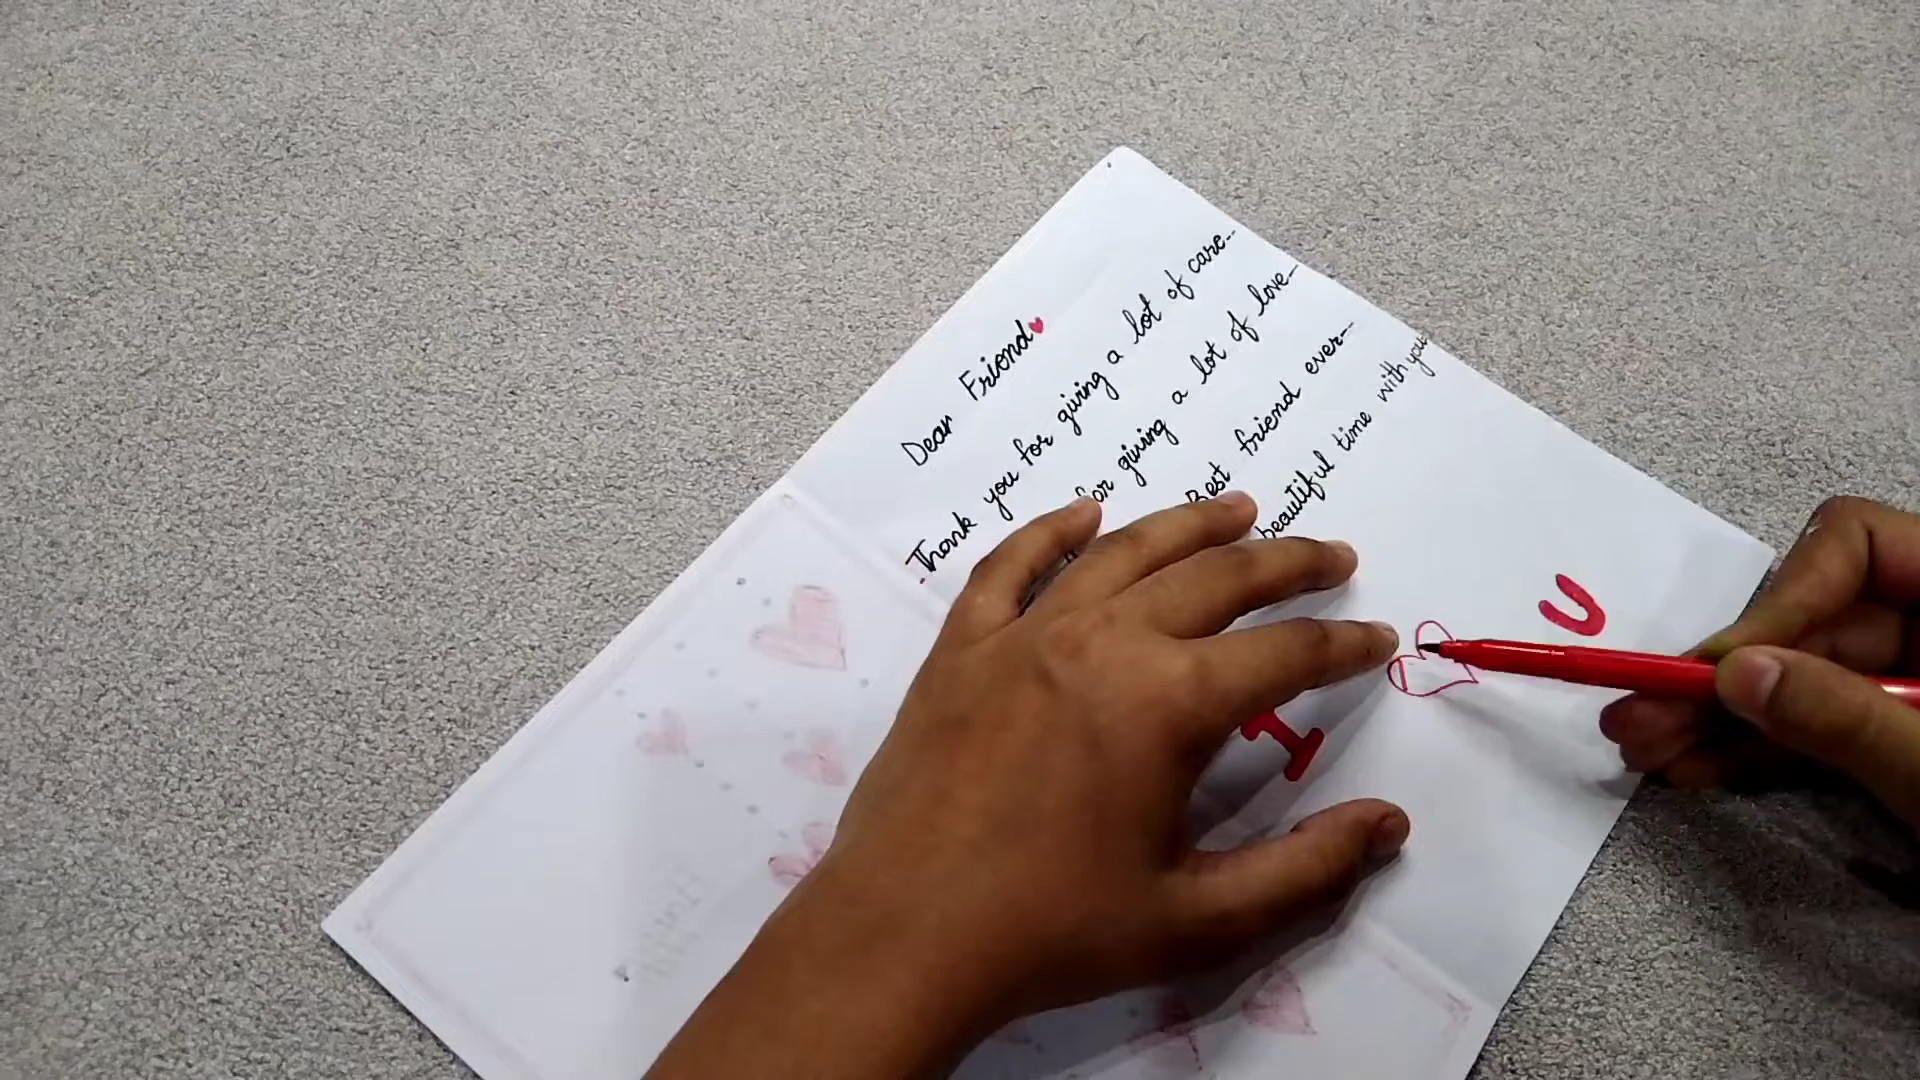 Dear Friend
Thank you for giving a lot of care--
for giving a lot of love--
Best friend ever--
beautiful time with you
I U